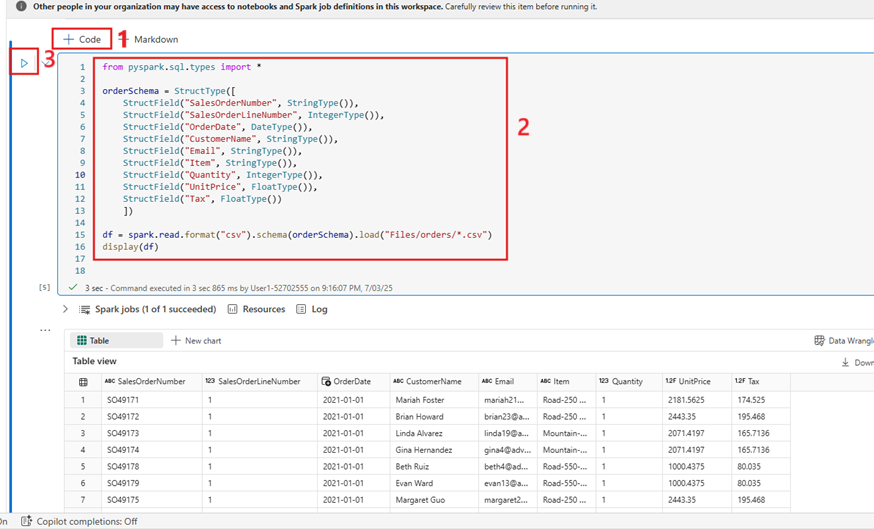 Other people in your organization may have access to notebooks and Spark job definitions in this workspace. Carefully review this item before running it.
+ Code 1 + Markdown
3
2
1 from pyspark.sql.types import *
2
3 orderSchema = StructType([
4 StructField("SalesOrderNumber", StringType()),
5 StructField("SalesOrderLineNumber", IntegerType()),
6 StructField("OrderDate", DateType()),
7 StructField("CustomerName", StringType()),
8 StructField("Email", StringType()),
9 StructField("Item", StringType()),
10 StructField("Quantity", IntegerType()),
11 StructField("UnitPrice", FloatType()),
12 StructField("Tax", FloatType())
13 ])
14
15 df = spark.read.format("csv").schema(orderSchema).load("Files/orders/*.csv")
16 display(df)
17
18
[5] 3 sec - Command executed in 3 sec 865 ms by User1-52702555 on 9:16:07 PM, 7/03/25
Spark jobs (1 of 1 succeeded) Resources Log
...
Table + New chart Data Wrangle
Table view Down
ABC SalesOrderNumber 123 SalesOrderLineNumber OrderDate ABC CustomerName ABC Email ABC Item 123 Quantity 1.2F UnitPrice 1.2F Tax
1 SO49171 1 2021-01-01 Mariah Foster mariah21... Road-250 ... 1 2181.5625 174.525
2 SO49172 1 2021-01-01 Brian Howard brian23@a... Road-250 ... 1 2443.35 195.468
3 SO49173 1 2021-01-01 Linda Alvarez linda19@a... Mountain-... 1 2071.4197 165.7136
4 SO49174 1 2021-01-01 Gina Hernandez gina4@adv... Mountain-... 1 2071.4197 165.7136
5 SO49178 1 2021-01-01 Beth Ruiz beth4@ad... Road-550-... 1 1000.4375 80.035
6 SO49179 1 2021-01-01 Evan Ward evan13@a... Road-550-... 1 1000.4375 80.035
7 SO49175 1 2021-01-01 Margaret Guo margaret2... Road-250 ... 1 2443.35 195.468
On Copilot completions: Off